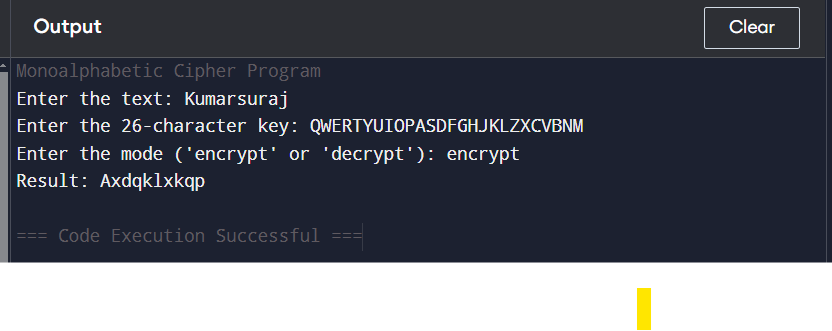 Output
Clear
Monoalphabetic Cipher Program
Enter the text: Kumarsuraj
Enter the 26-character key: QWERTYUIOPASDFGHJKLZXCVBNM
Enter the mode ('encrypt' or 'decrypt'): encrypt
Result: Axdqklxkqp
=== Code Execution Successful ===